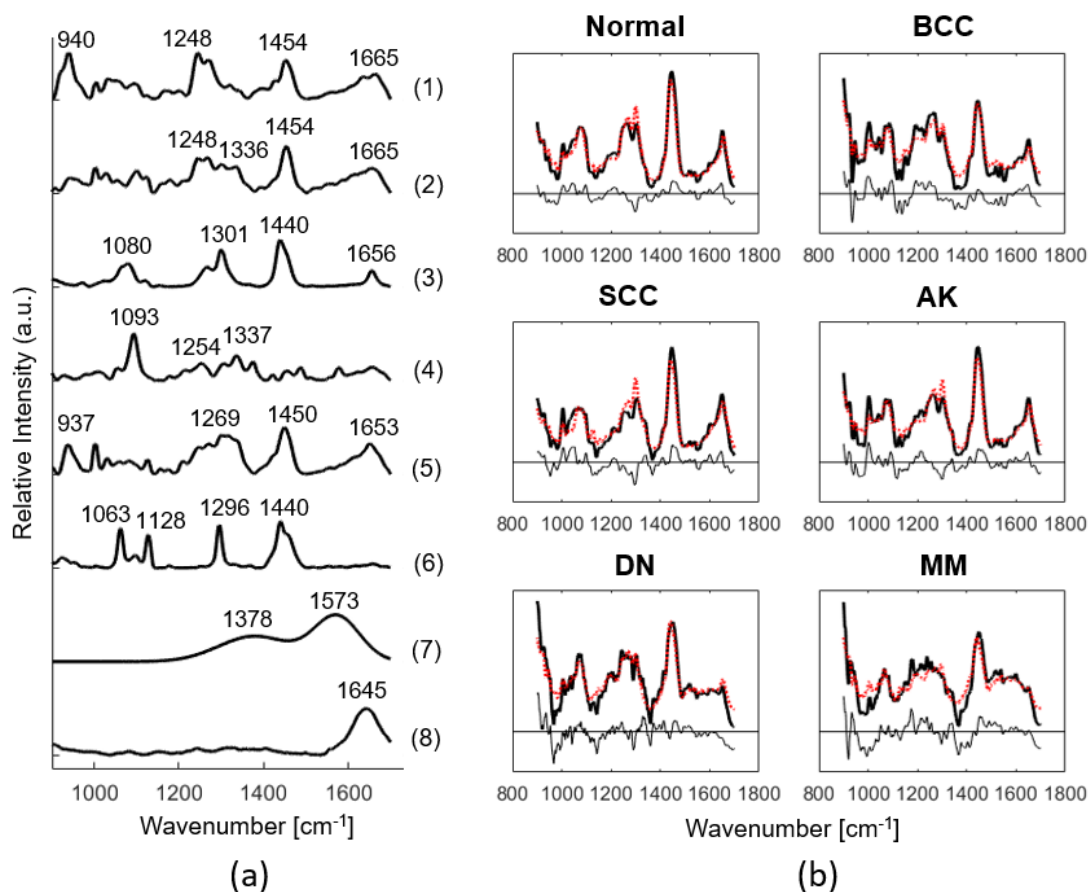 940 1248 1454 1665 (1)
1248 1336 1454 1665 (2)
1080 1301 1440 1656 (3)
1093 1254 1337 (4)
937 1269 1450 1653 (5)
1063 1128 1296 1440 (6)
1378 1573 (7)
1645 (8)
Relative Intensity (a.u.)
1000 1200 1400 1600
Wavenumber [cm⁻¹]
(a)
Normal BCC
800 1000 1200 1400 1600 1800 800 1000 1200 1400 1600 1800
SCC AK
800 1000 1200 1400 1600 1800 800 1000 1200 1400 1600 1800
DN MM
800 1000 1200 1400 1600 1800 800 1000 1200 1400 1600 1800
Wavenumber [cm⁻¹]
(b)